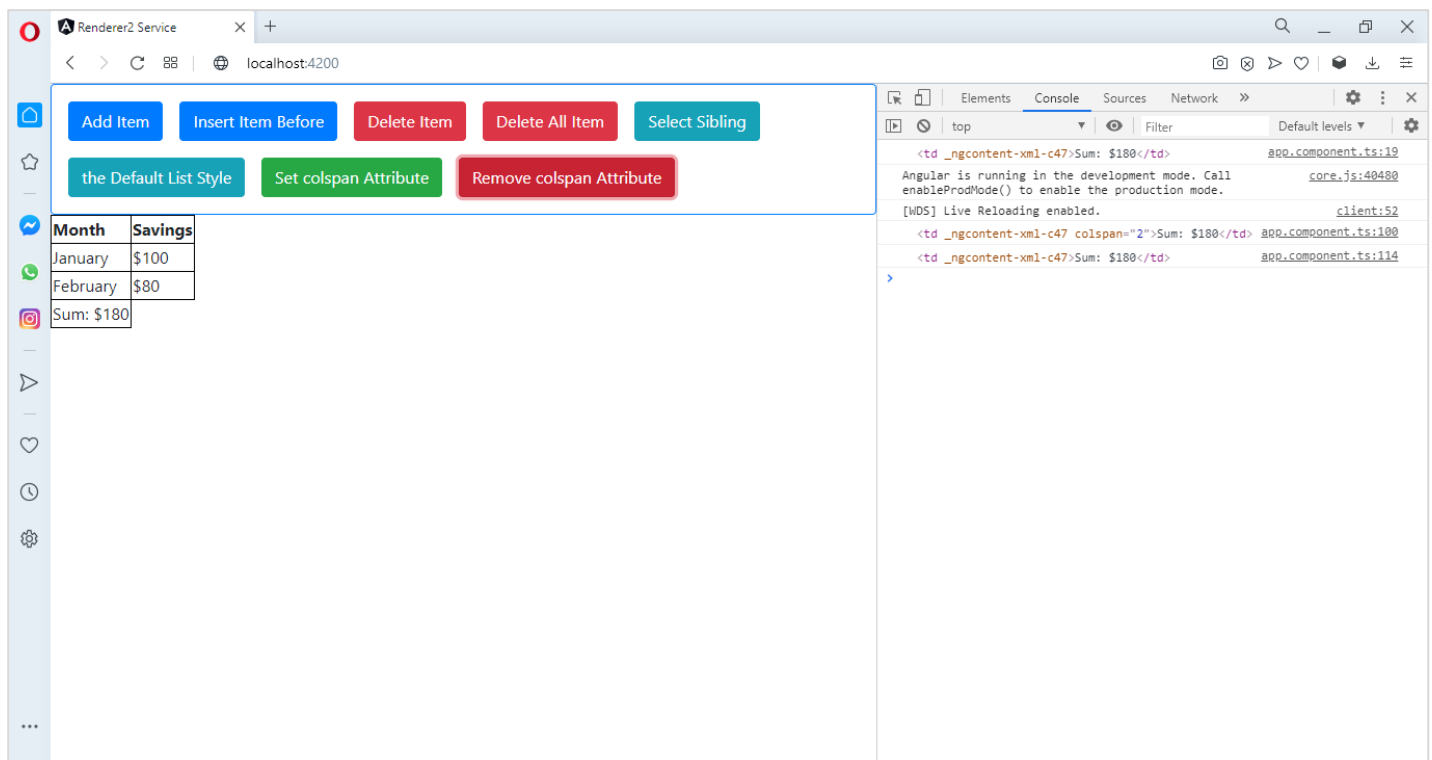 Renderer2 Service
localhost:4200
Add Item Insert Item Before Delete Item Delete All Item Select Sibling
the Default List Style Set colspan Attribute Remove colspan Attribute
Month Savings
January $100
February $80
Sum: $180
Elements Console Sources Network »
top Filter Default levels ▼
<td _ngcontent-xml-c47>Sum: $180</td> app.component.ts:19
Angular is running in the development mode. Call core.js:40480
enableProdMode() to enable the production mode.
[WDS] Live Reloading enabled. client:52
<td _ngcontent-xml-c47 colspan="2">Sum: $180</td> app.component.ts:100
<td _ngcontent-xml-c47>Sum: $180</td> app.component.ts:114
>